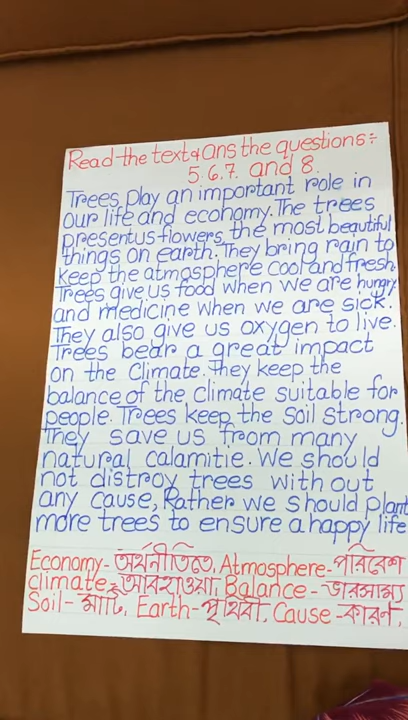 Read the text & Ans the questions÷
5.6.7. and 8.
Trees play an important role in
our life and economy. The trees
present us flowers, the most beautiful
things on earth. They bring rain to
keep the atmosphere cool and fresh.
Trees give us food when we are hungry
and medicine when we are sick.
They also give us oxygen to live.
Trees bear a great impact
on the Climate. They keep the
balance of the Climate suitable for
people. Trees keep the Soil strong.
They save us from many
natural calamitie. We should
not distroy trees with out
any cause, Rather we should plant
more trees to ensure a happy life
Economy- অর্থনীতিতে, Atmosphere- পরিবেশ
climate- আবহাওয়া, Balance - ভারসাম্য
Soil- মাটি, Earth- পৃথিবী, Cause - কারণ,